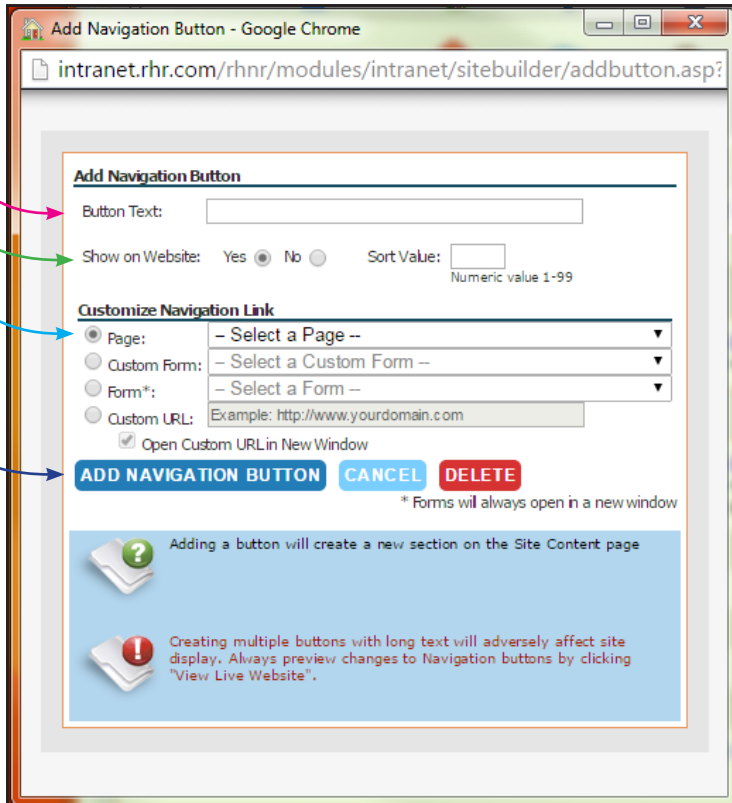 Add Navigation Button - Google Chrome
intranet.rhr.com/rhnr/modules/intranet/sitebuilder/addbutton.asp?
Add Navigation Button
Button Text:
Show on Website: Yes No Sort Value:
Numeric value 1-99
Customize Navigation Link
Page: -- Select a Page --
Custom Form: -- Select a Custom Form --
Form*: -- Select a Form --
Custom URL: Example: http://www.yourdomain.com
Open Custom URL in New Window
ADD NAVIGATION BUTTON CANCEL DELETE
* Forms will always open in a new window
Adding a button will create a new section on the Site Content page
Creating multiple buttons with long text will adversely affect site
display. Always preview changes to Navigation buttons by clicking
"View Live Website".